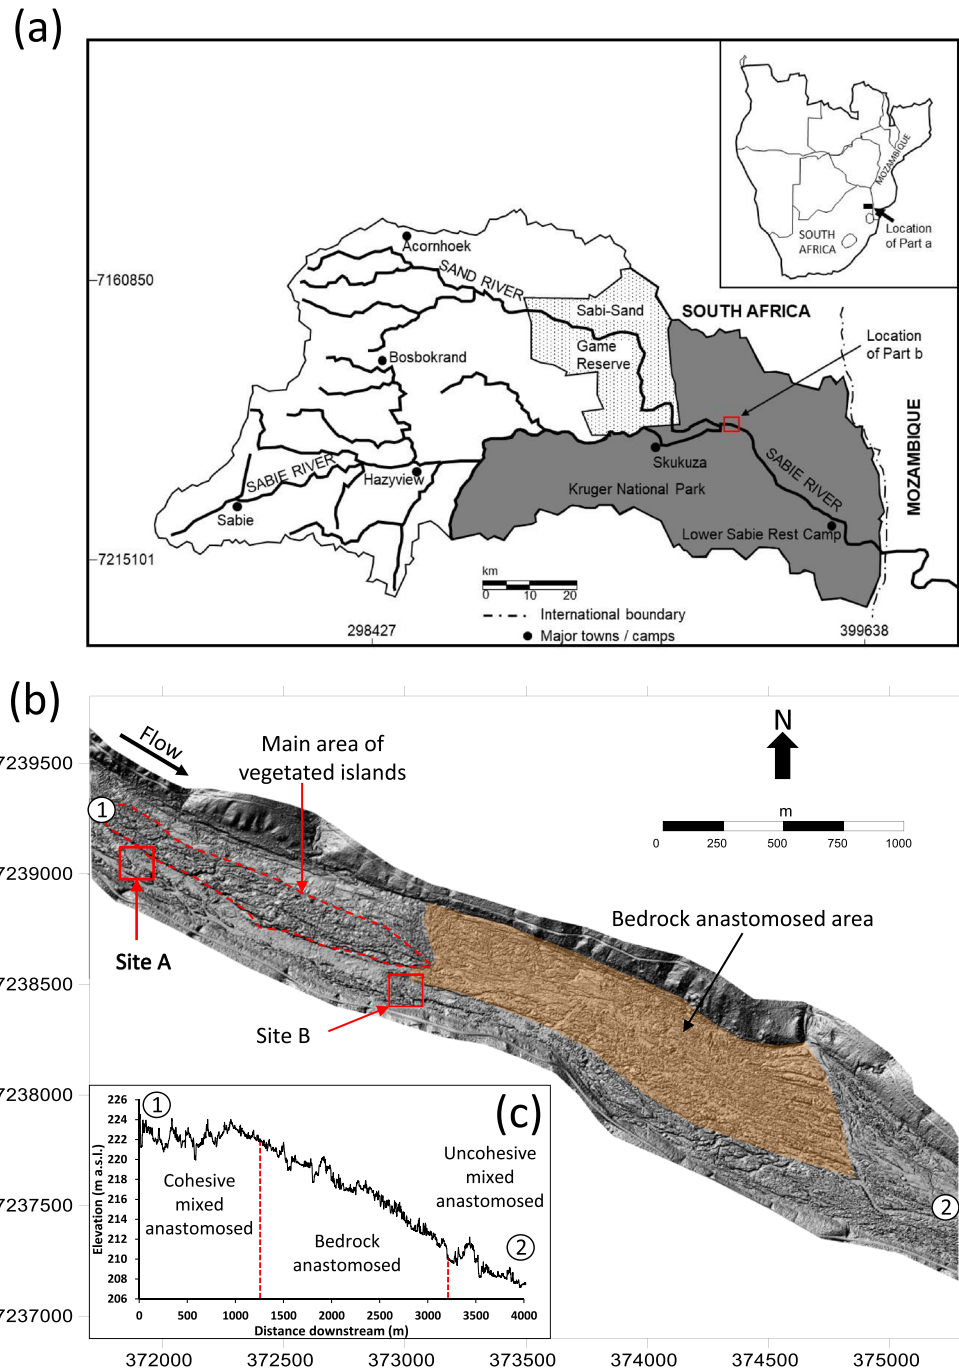 (a)
MOZAMBIQUE
SOUTH
AFRICA
Location
of Part a
Acornhoek
SAND RIVER
7160850
Sabi-Sand
Game
Reserve
SOUTH AFRICA
Location
of Part b
Bosbokrand
MOZAMBIQUE
SABIE RIVER
Hazyview
Skukuza
SABIE RIVER
Kruger National Park
Sabie
Lower Sabie Rest Camp
7215101
km
0 10 20
International boundary
Major towns / camps
298427
399638
(b)
Flow
Main area of
vegetated islands
N
m
0 250 500 750 1000
7239500
1
7239000
Site A
Bedrock anastomosed area
7238500
Site B
7238000
7237500
7237000
2
(c)
226
224
222
220
218
216
214
212
210
208
206
Elevation (m a.s.l.)
1
Cohesive
mixed
anastomosed
Bedrock
anastomosed
Uncohesive
mixed
anastomosed
2
0 500 1000 1500 2000 2500 3000 3500 4000
Distance downstream (m)
372000 372500 373000 373500 374000 374500 375000